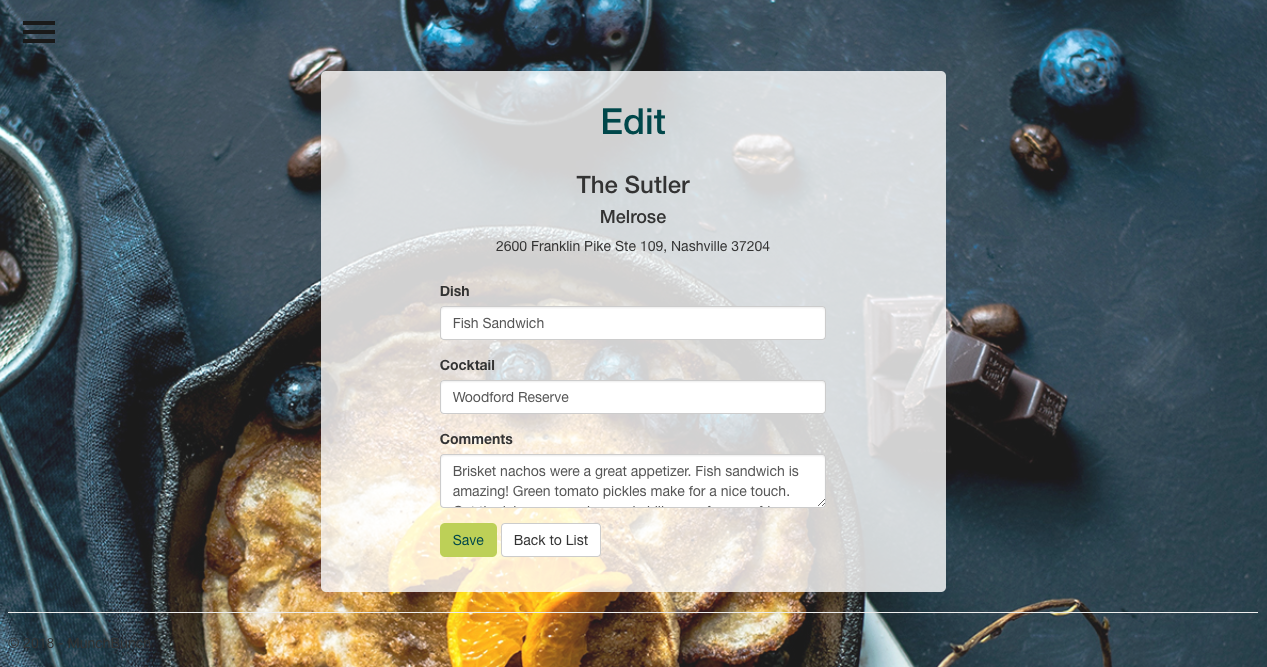 Edit
The Sutler
Melrose
2600 Franklin Pike Ste 109, Nashville 37204
Dish
Fish Sandwich
Cocktail
Woodford Reserve
Comments
Brisket nachos were a great appetizer. Fish sandwich is
amazing! Green tomato pickles make for a nice touch.
Save
Back to List